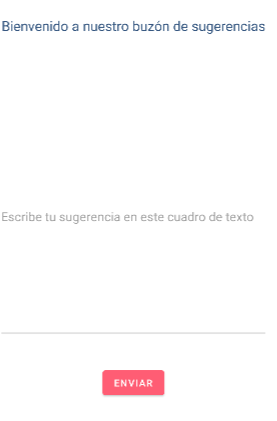 Bienvenido a nuestro buzón de sugerencias
Escribe tu sugerencia en este cuadro de texto
ENVIAR